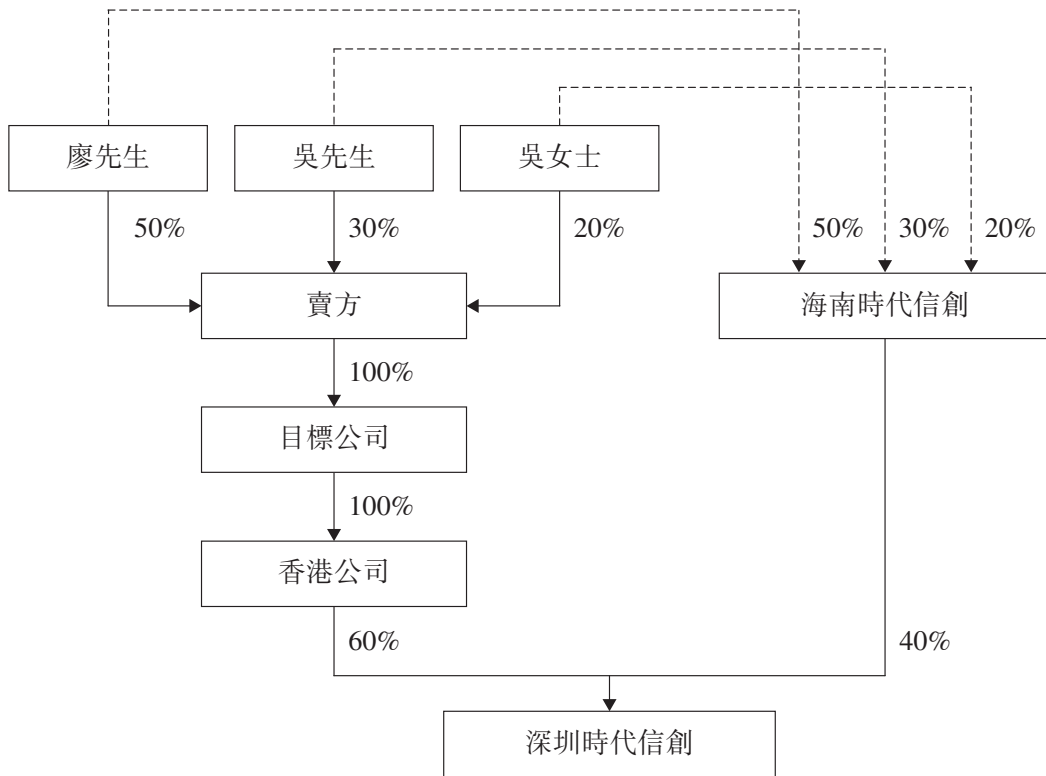 廖先生
吳先生
吳女士
50%
30%
20%
50%
30%
20%
賣方
海南時代信創
100%
目標公司
100%
香港公司
60%
40%
深圳時代信創